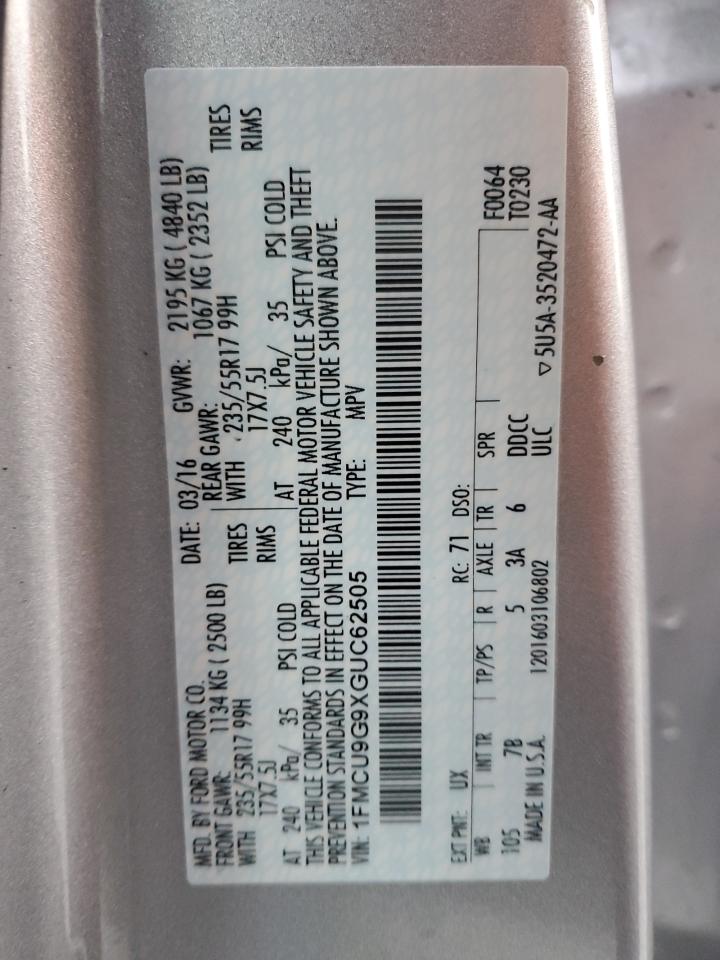 MFD. BY FORD MOTOR CO.
DATE: 03/16 GVWR: 2195 KG ( 4840 LB)
FRONT GAWR: 1134 KG ( 2500 LB)
REAR GAWR: 1067 KG ( 2352 LB)
WITH 235/55R17 99H TIRES
WITH 235/55R17 99H TIRES
17X7.5J RIMS
17X7.5J RIMS
AT 240 kPa/ 35 PSI COLD
AT 240 kPa/ 35 PSI COLD
THIS VEHICLE CONFORMS TO ALL APPLICABLE FEDERAL MOTOR VEHICLE SAFETY AND THEFT
PREVENTION STANDARDS IN EFFECT ON THE DATE OF MANUFACTURE SHOWN ABOVE.
VIN: 1FMCU9G9XGUC62505 TYPE: MPV
EXT PNT: UX RC: 71 DSO: F0064
WB INT TR TP/PS R AXLE TR SPR T0230
105 7B 5 3A 6 DDCC
MADE IN U.S.A. 1201603106802 ULC ▽5U5A-3520472-AA